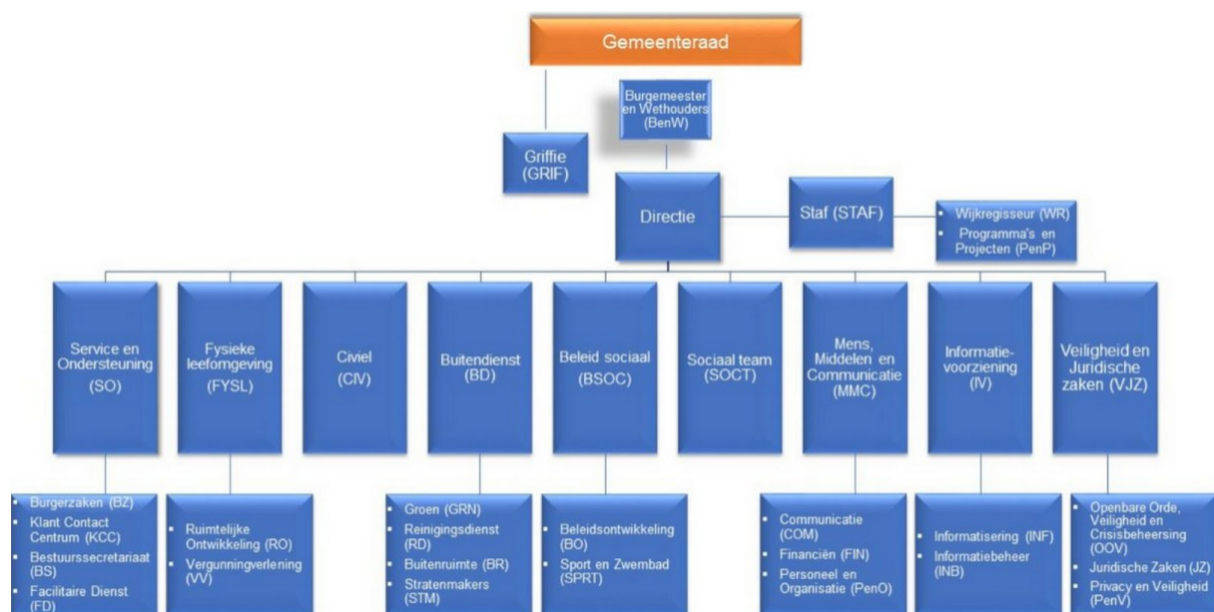 Gemeenteraad
Burgemeester
en Wethouders
(BenW)
Griffie
(GRIF)
Directie
Staf (STAF)
▪ Wijkregisseur (WR)
▪ Programma's en
Projecten (PenP)
Service en
Ondersteuning
(SO)
Fysieke
leefomgeving
(FYSL)
Civiel
(CIV)
Buitendienst
(BD)
Beleid sociaal
(BSOC)
Sociaal team
(SOCT)
Mens,
Middelen en
Communicatie
(MMC)
Informatie-
voorziening
(IV)
Veiligheid en
Juridische
zaken (VJZ)
▪ Burgerzaken (BZ)
▪ Klant Contact
Centrum (KCC)
▪ Bestuurssecretariaat
(BS)
▪ Facilitaire Dienst
(FD)
▪ Ruimtelijke
Ontwikkeling (RO)
▪ Vergunningverlening
(VV)
▪ Groen (GRN)
▪ Reinigingsdienst
(RD)
▪ Buitenruimte (BR)
▪ Stratenmakers
(STM)
▪ Beleidsontwikkeling
(BO)
▪ Sport en Zwembad
(SPRT)
▪ Communicatie
(COM)
▪ Financiën (FIN)
▪ Personeel en
Organisatie (PenO)
▪ Informatisering (INF)
▪ Informatiebeheer
(INB)
▪ Openbare Orde,
Veiligheid en
Crisisbeheersing
(OOV)
▪ Juridische Zaken (JZ)
▪ Privacy en Veiligheid
(PenV)